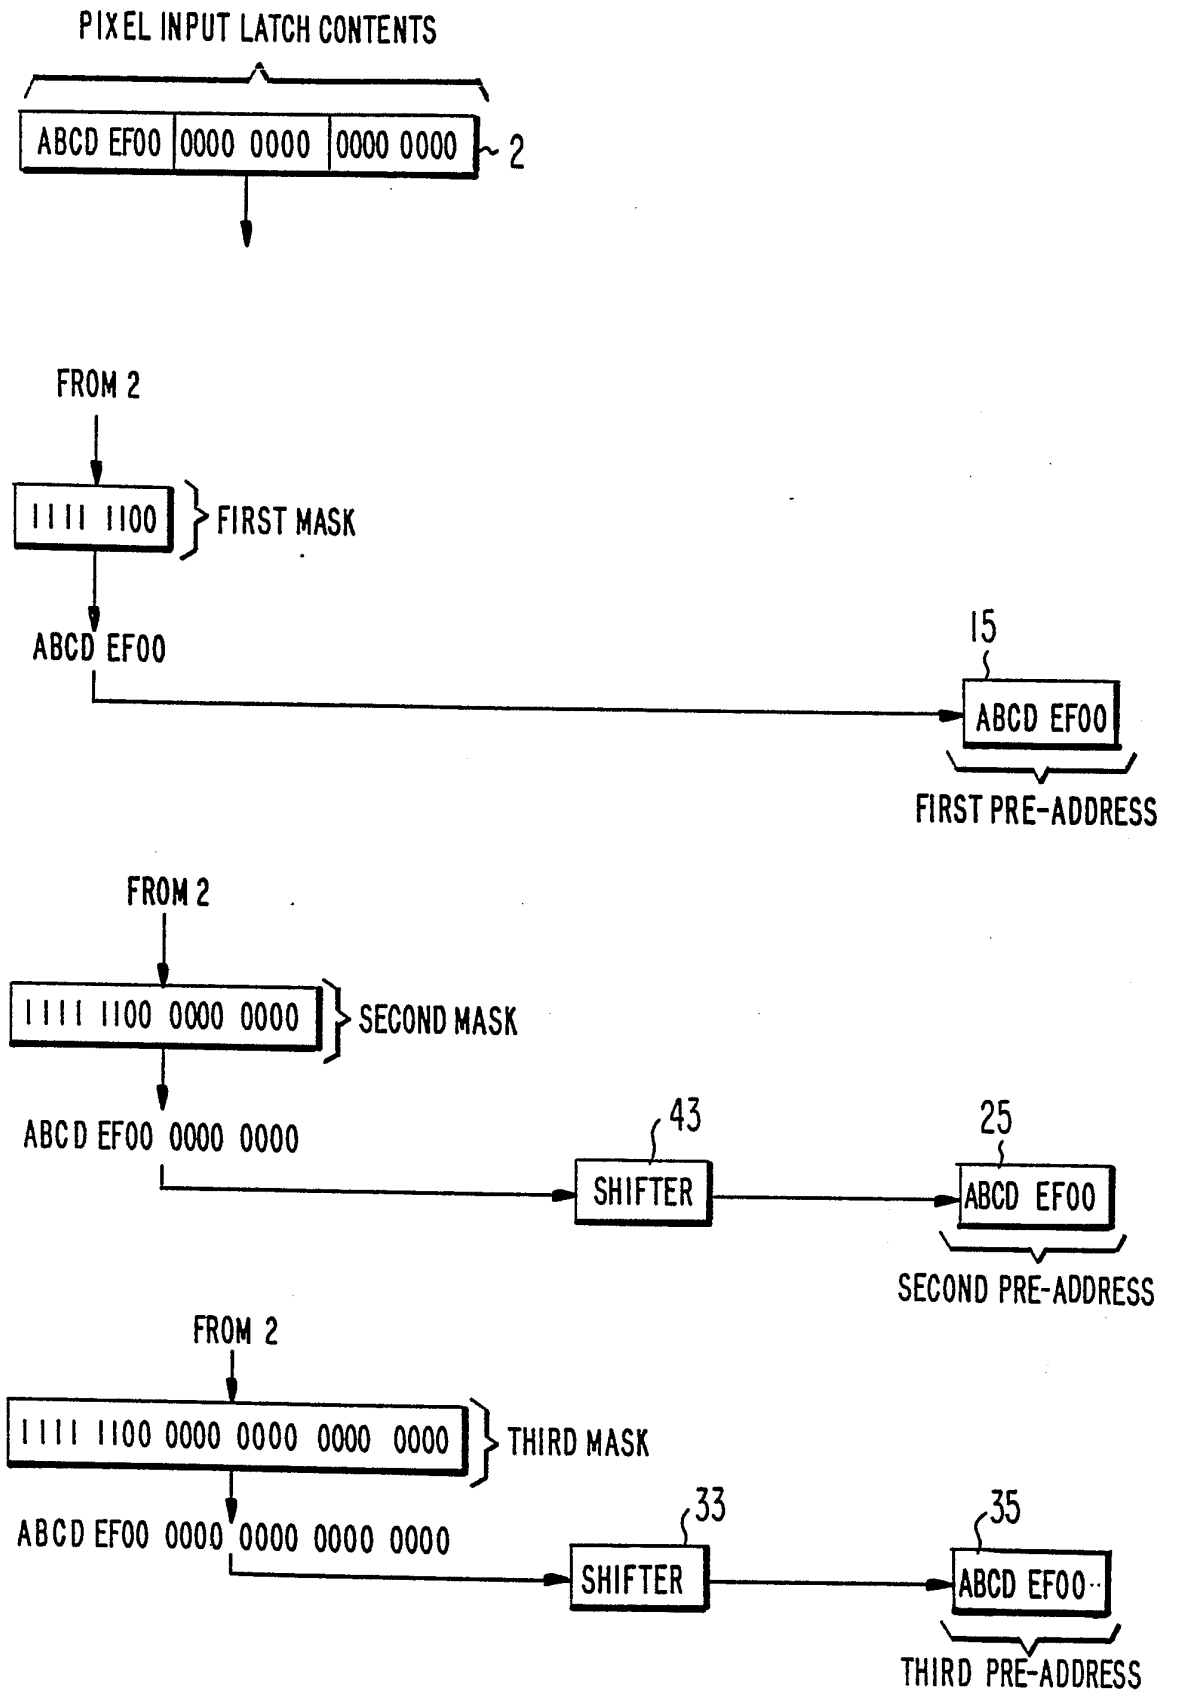 PIXEL INPUT LATCH CONTENTS
ABCD EF00 0000 0000 0000 0000
2
FROM 2
1111 1100
FIRST MASK
ABCD EF00
15
ABCD EF00
FIRST PRE-ADDRESS
FROM 2
1111 1100 0000 0000
SECOND MASK
ABCD EF00 0000 0000
43
SHIFTER
25
ABCD EF00
SECOND PRE-ADDRESS
FROM 2
1111 1100 0000 0000 0000 0000
THIRD MASK
ABCD EF00 0000 0000 0000 0000
33
SHIFTER
35
ABCD EF00
THIRD PRE-ADDRESS